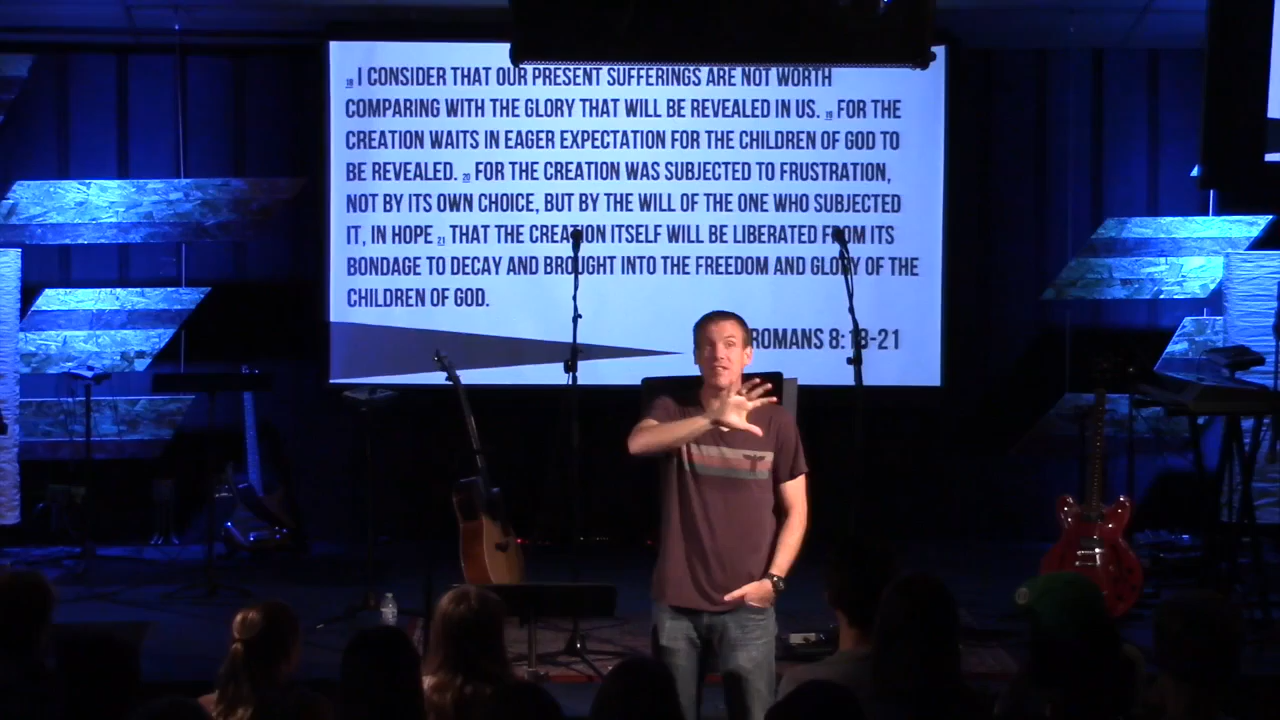 18 I CONSIDER THAT OUR PRESENT SUFFERINGS ARE NOT WORTH
COMPARING WITH THE GLORY THAT WILL BE REVEALED IN US. 19 FOR THE
CREATION WAITS IN EAGER EXPECTATION FOR THE CHILDREN OF GOD TO
BE REVEALED. 20 FOR THE CREATION WAS SUBJECTED TO FRUSTRATION,
NOT BY ITS OWN CHOICE, BUT BY THE WILL OF THE ONE WHO SUBJECTED
IT, IN HOPE 21 THAT THE CREATION ITSELF WILL BE LIBERATED FROM ITS
BONDAGE TO DECAY AND BROUGHT INTO THE FREEDOM AND GLORY OF THE
CHILDREN OF GOD.
ROMANS 8:18-21